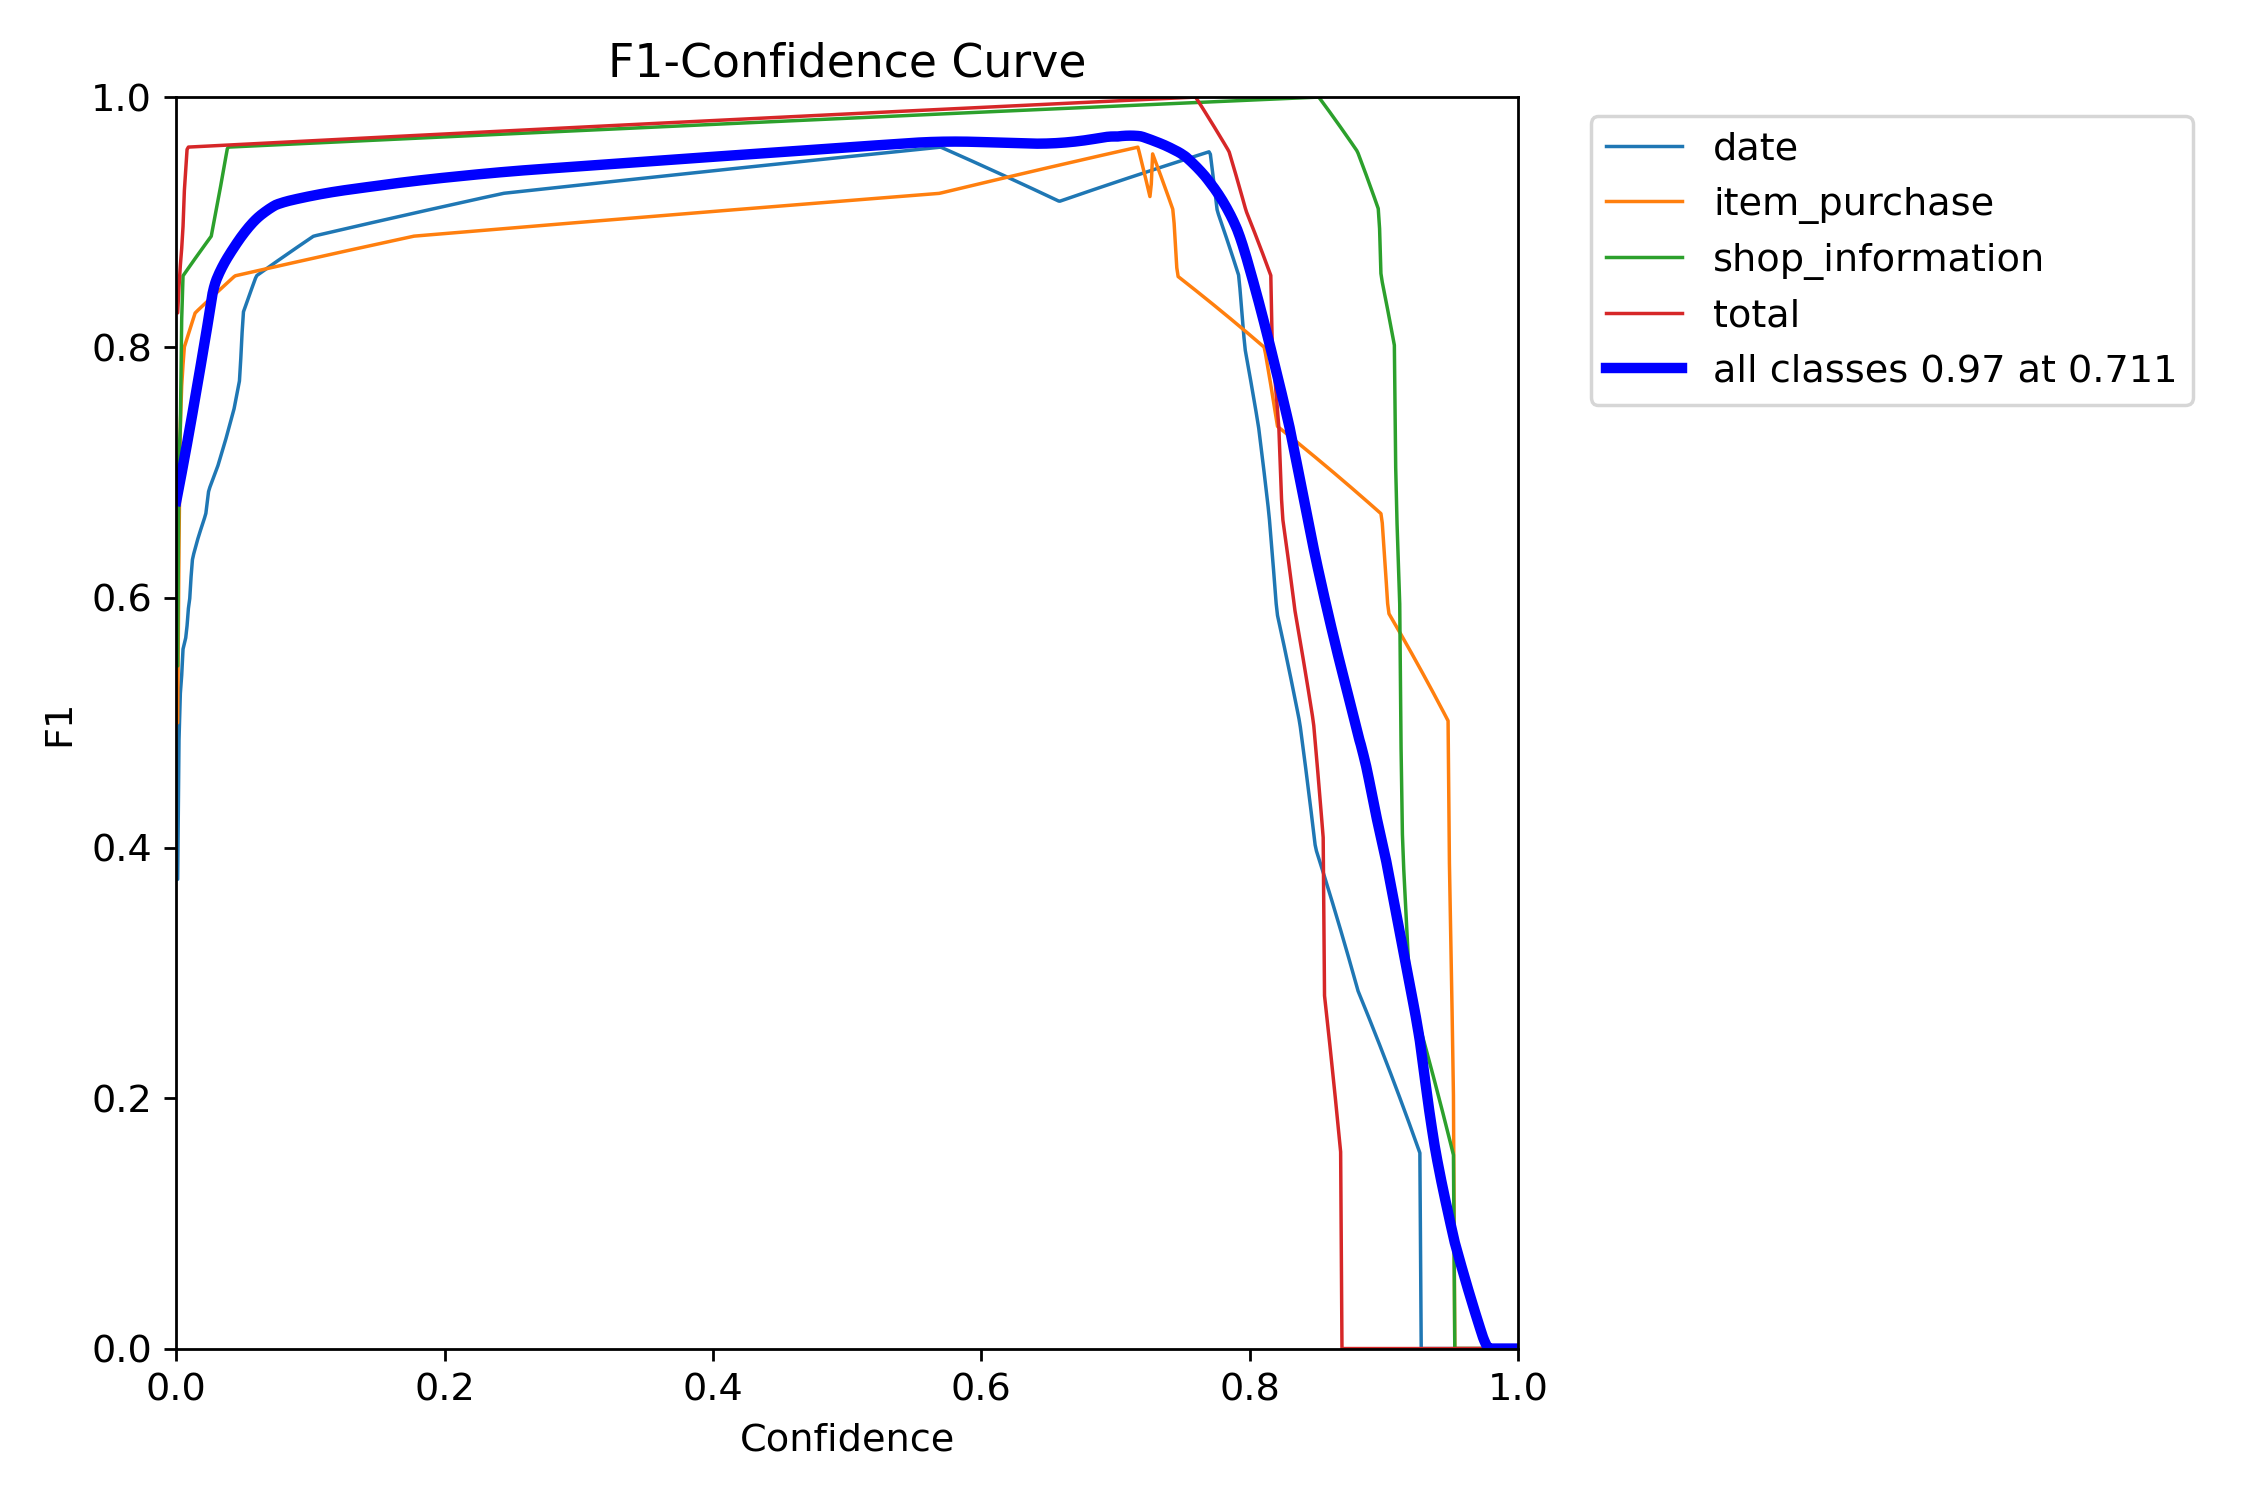 F1-Confidence Curve
1.0
0.8
0.6
0.4
0.2
0.0
F1
0.0 0.2 0.4 0.6 0.8 1.0
Confidence
date
item_purchase
shop_information
total
all classes 0.97 at 0.711